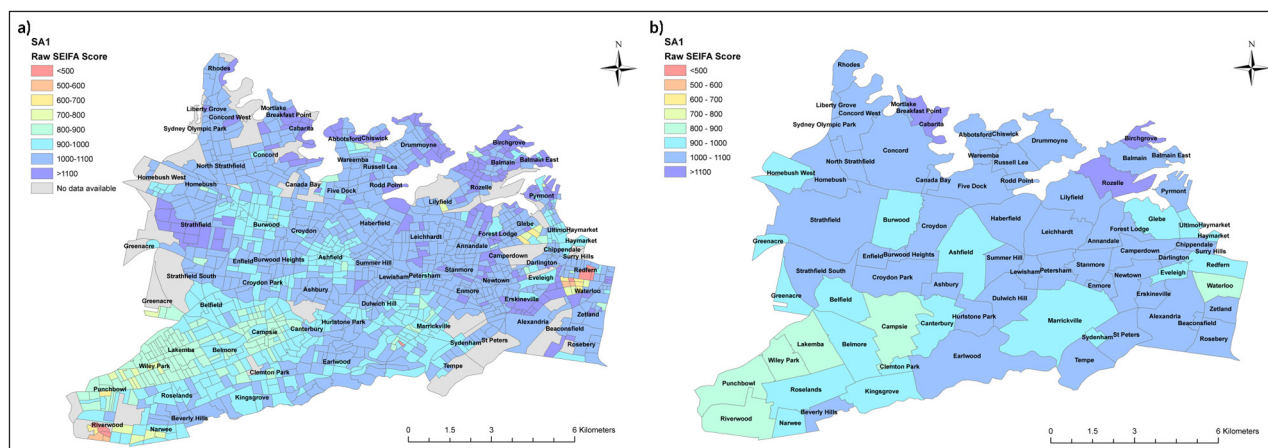 a)
SA1
Raw SEIFA Score
<500
500-600
600-700
700-800
800-900
900-1000
1000-1100
>1100
No data available
N
Rhodes
Liberty Grove
Concord West
Mortlake
Breakfast Point
Cabarita
Sydney Olympic Park
Abbotsford
Chiswick
Drummoyne
Birchgrove
Concord
Wareemba
Russell Lea
Balmain
Balmain East
North Strathfield
Homebush West
Homebush
Canada Bay
Five Dock
Rodd Point
Rozelle
Lilyfield
Pyrmont
Strathfield
Burwood
Croydon
Haberfield
Leichhardt
Forest Lodge
Glebe
Ultimo
Haymarket
Haymarket
Annandale
Chippendale
Greenacre
Enfield
Burwood Heights
Ashfield
Summer Hill
Camperdown
Darlington
Surry Hills
Strathfield South
Lewisham
Petersham
Stanmore
Eveleigh
Redfern
Croydon Park
Ashbury
Newtown
Waterloo
Greenacre
Belfield
Dulwich Hill
Enmore
Erskineville
Zetland
Campsie
Canterbury
Hurlstone Park
Marrickville
Alexandria
Beaconsfield
Lakemba
Belmore
Sydenham
St Peters
Rosebery
Wiley Park
Clemton Park
Earlwood
Tempe
Punchbowl
Roselands
Kingsgrove
Riverwood
Narwee
Beverly Hills
0
1.5
3
6 Kilometers
b)
SA1
Raw SEIFA Score
<500
500 - 600
600 - 700
700 - 800
800 - 900
900 - 1000
1000 - 1100
>1100
N
Rhodes
Liberty Grove
Concord West
Mortlake
Breakfast Point
Cabarita
Sydney Olympic Park
Abbotsford
Chiswick
Drummoyne
Birchgrove
Concord
Wareemba
Russell Lea
Balmain
Balmain East
North Strathfield
Homebush West
Homebush
Canada Bay
Five Dock
Rodd Point
Rozelle
Lilyfield
Pyrmont
Strathfield
Burwood
Croydon
Haberfield
Leichhardt
Forest Lodge
Glebe
Ultimo
Haymarket
Haymarket
Annandale
Chippendale
Greenacre
Enfield
Burwood Heights
Ashfield
Summer Hill
Camperdown
Darlington
Surry Hills
Strathfield South
Lewisham
Petersham
Stanmore
Eveleigh
Redfern
Croydon Park
Ashbury
Newtown
Waterloo
Greenacre
Belfield
Dulwich Hill
Enmore
Erskineville
Zetland
Campsie
Canterbury
Hurlstone Park
Marrickville
Alexandria
Beaconsfield
Lakemba
Belmore
Sydenham
St Peters
Rosebery
Wiley Park
Clemton Park
Earlwood
Tempe
Punchbowl
Roselands
Kingsgrove
Riverwood
Narwee
Beverly Hills
0
1.5
3
6 Kilometers